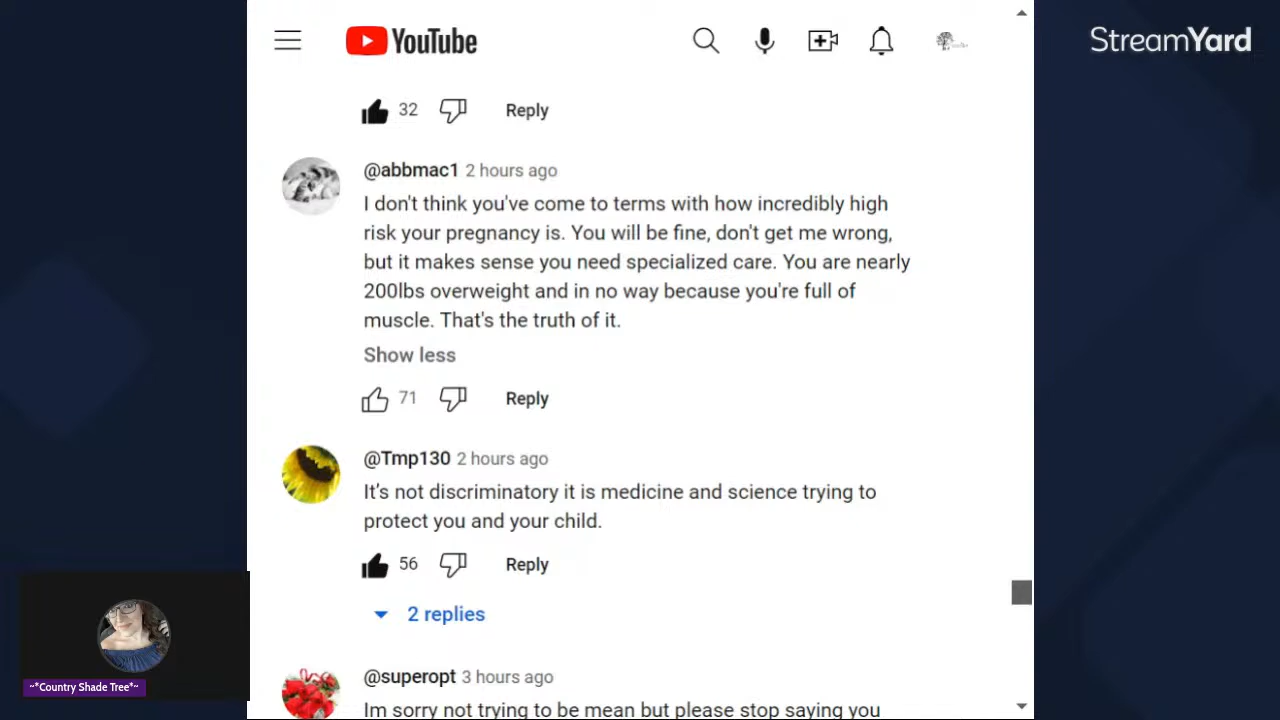 YouTube
StreamYard
32 Reply
@abbmac1 2 hours ago
I don't think you've come to terms with how incredibly high
risk your pregnancy is. You will be fine, don't get me wrong,
but it makes sense you need specialized care. You are nearly
200lbs overweight and in no way because you're full of
muscle. That's the truth of it.
Show less
71 Reply
@Tmp130 2 hours ago
It's not discriminatory it is medicine and science trying to
protect you and your child.
56 Reply
2 replies
@superopt 3 hours ago
Im sorry not trying to be mean but please stop saying you
~*Country Shade Tree*~